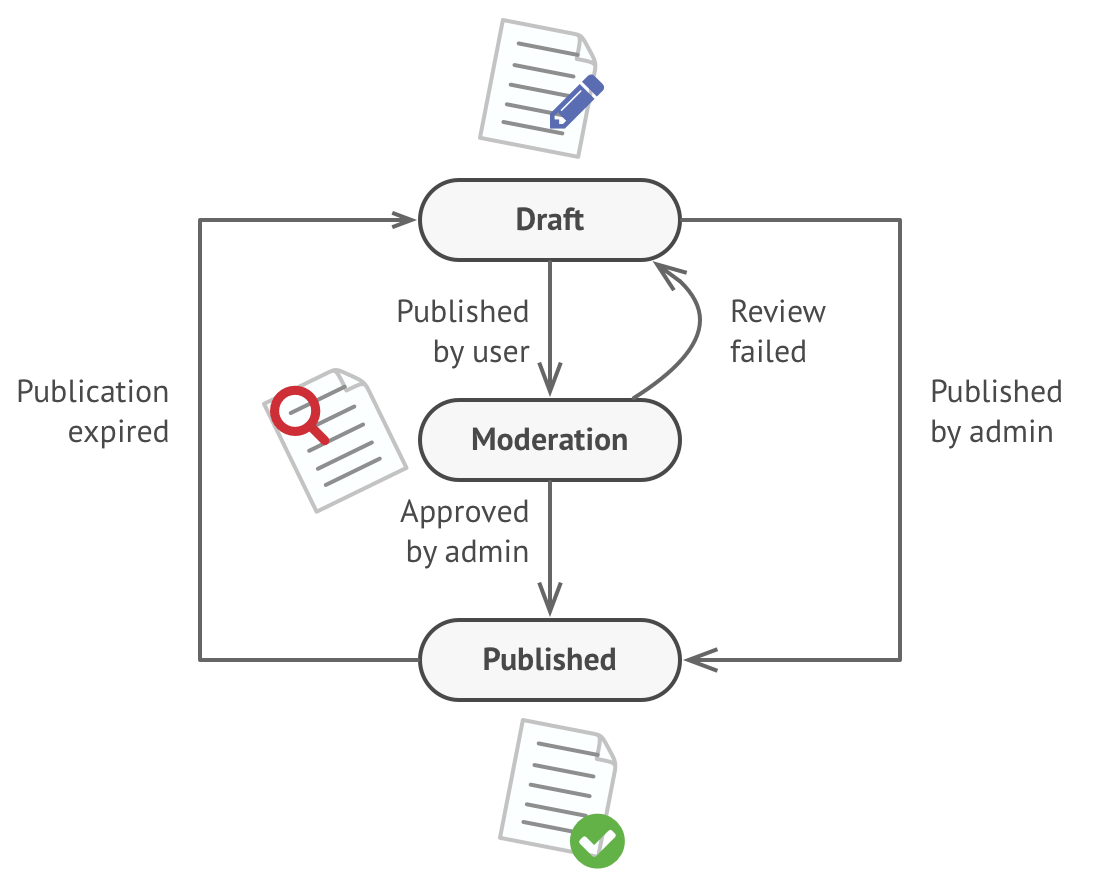 Draft
Published
by user
Review
failed
Publication
expired
Published
by admin
Moderation
Approved
by admin
Published